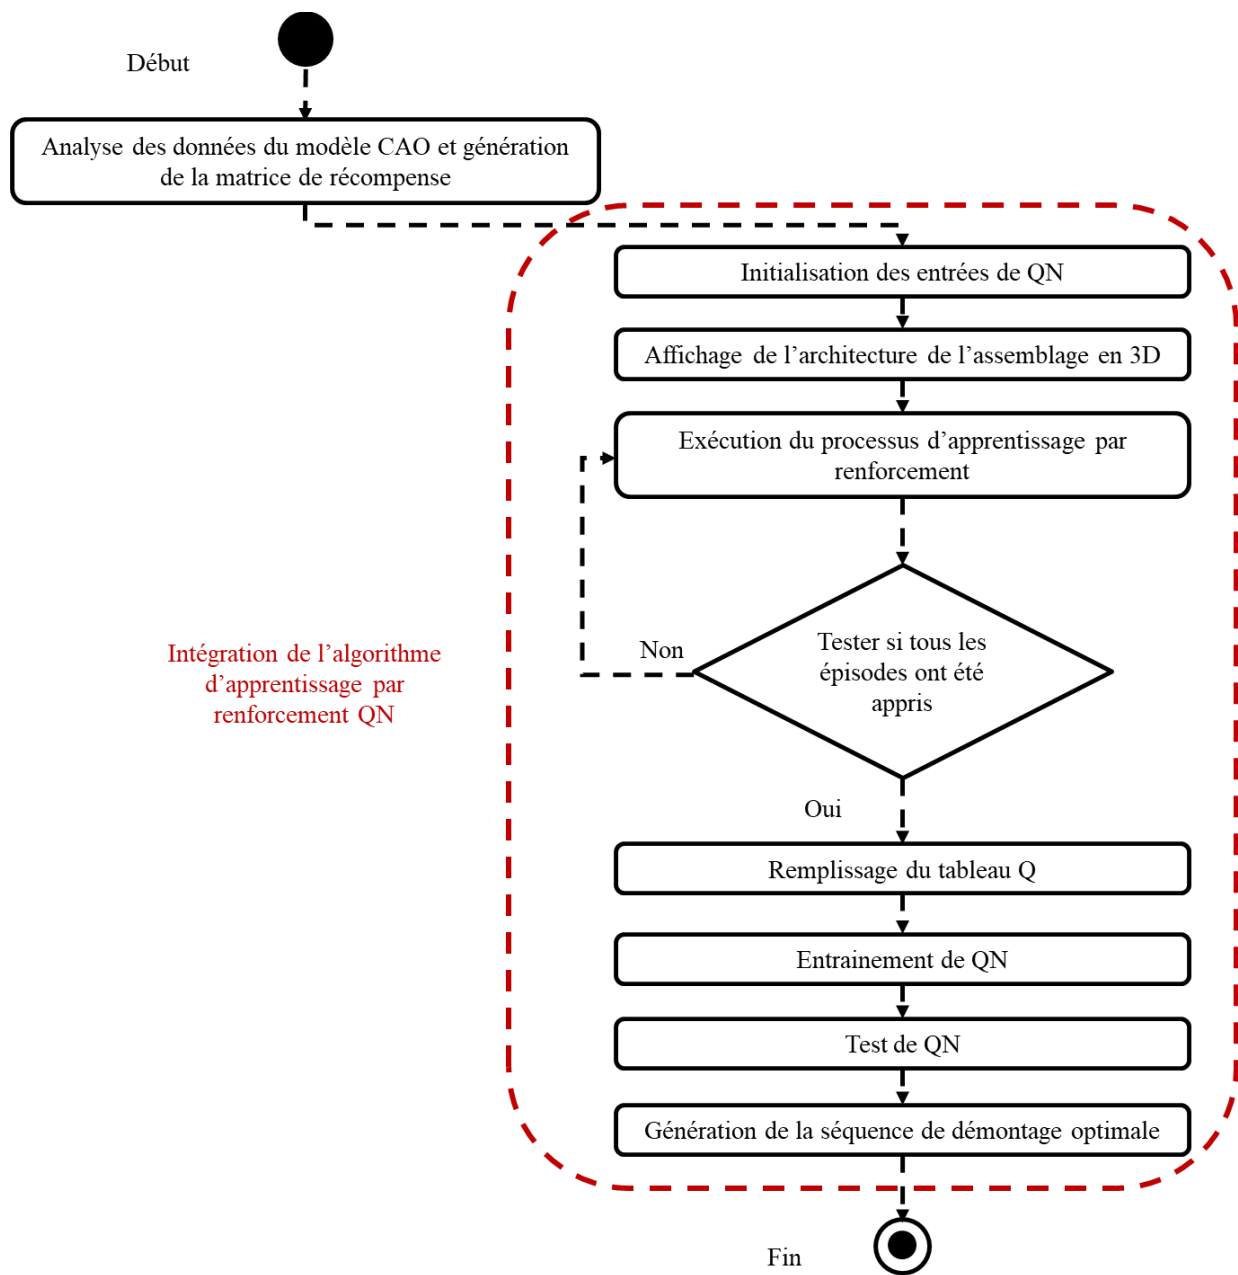 Début
Analyse des données du modèle CAO et génération
de la matrice de récompense
Initialisation des entrées de QN
Affichage de l’architecture de l’assemblage en 3D
Exécution du processus d’apprentissage par
renforcement
Non
Tester si tous les
épisodes ont été
appris
Intégration de l’algorithme
d’apprentissage par
renforcement QN
Oui
Remplissage du tableau Q
Entrainement de QN
Test de QN
Génération de la séquence de démontage optimale
Fin